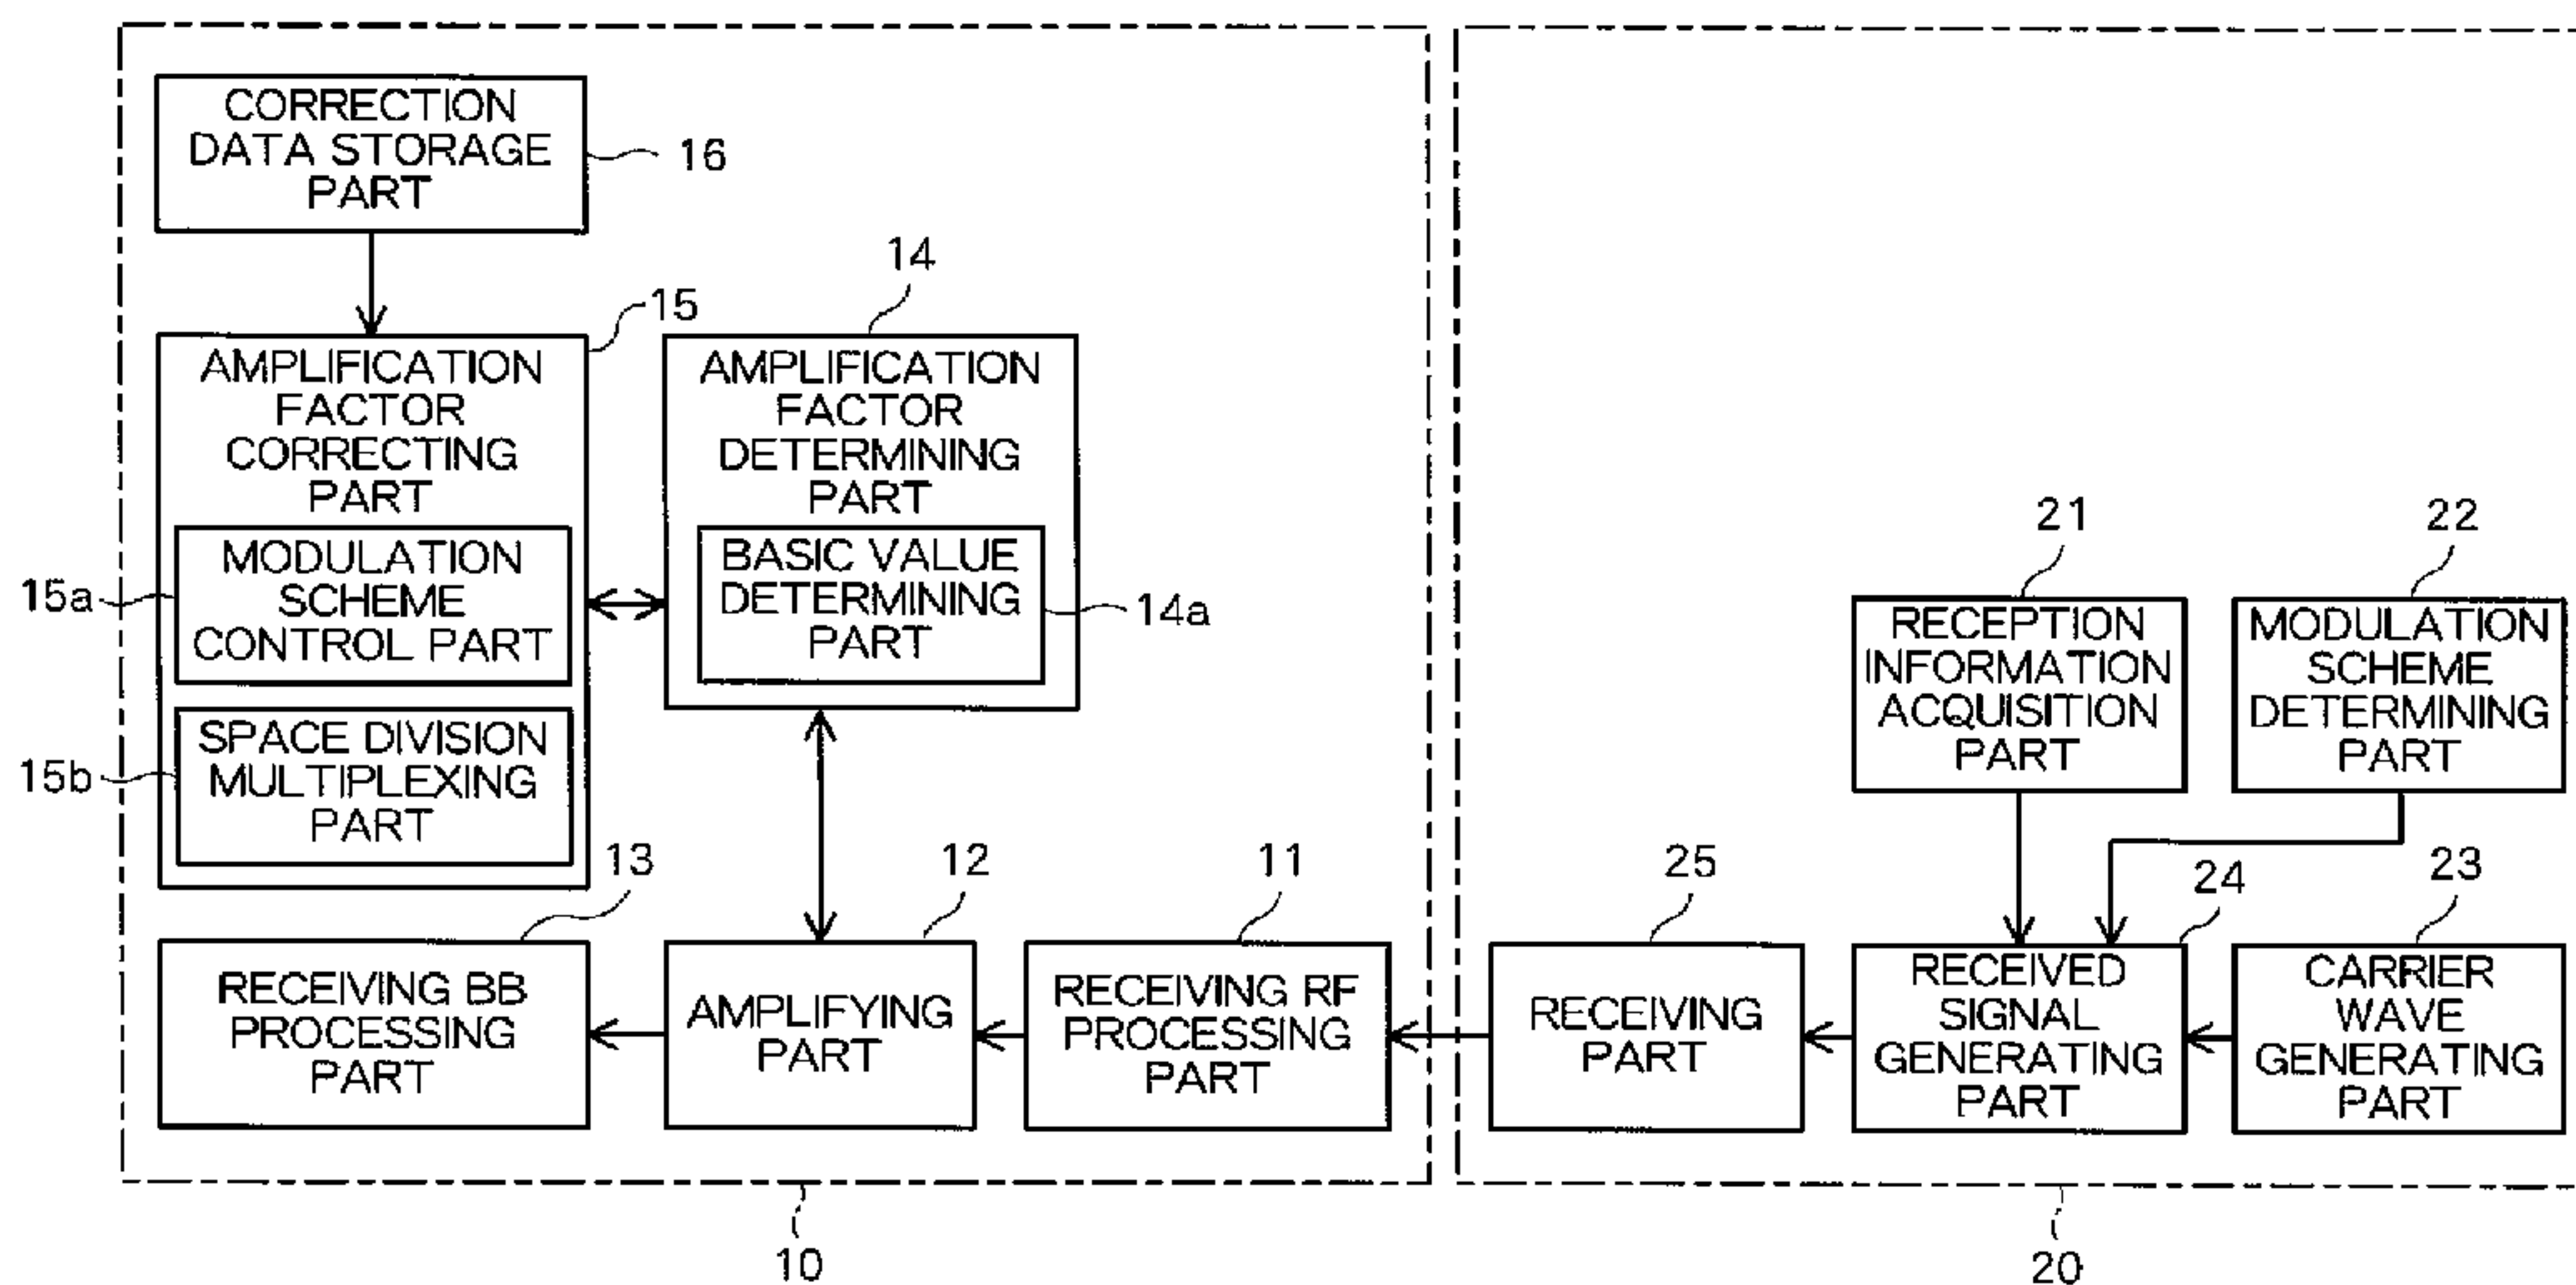 CORRECTION
DATA STORAGE
PART
16
15
AMPLIFICATION
FACTOR
CORRECTING
PART
14
AMPLIFICATION
FACTOR
DETERMINING
PART
15a
MODULATION
SCHEME
CONTROL PART
BASIC VALUE
DETERMINING
PART
14a
15b
SPACE DIVISION
MULTIPLEXING
PART
21
RECEPTION
INFORMATION
ACQUISITION
PART
22
MODULATION
SCHEME
DETERMINING
PART
13
RECEIVING BB
PROCESSING
PART
12
AMPLIFYING
PART
11
RECEIVING RF
PROCESSING
PART
25
RECEIVING
PART
24
RECEIVED
SIGNAL
GENERATING
PART
23
CARRIER
WAVE
GENERATING
PART
10
20